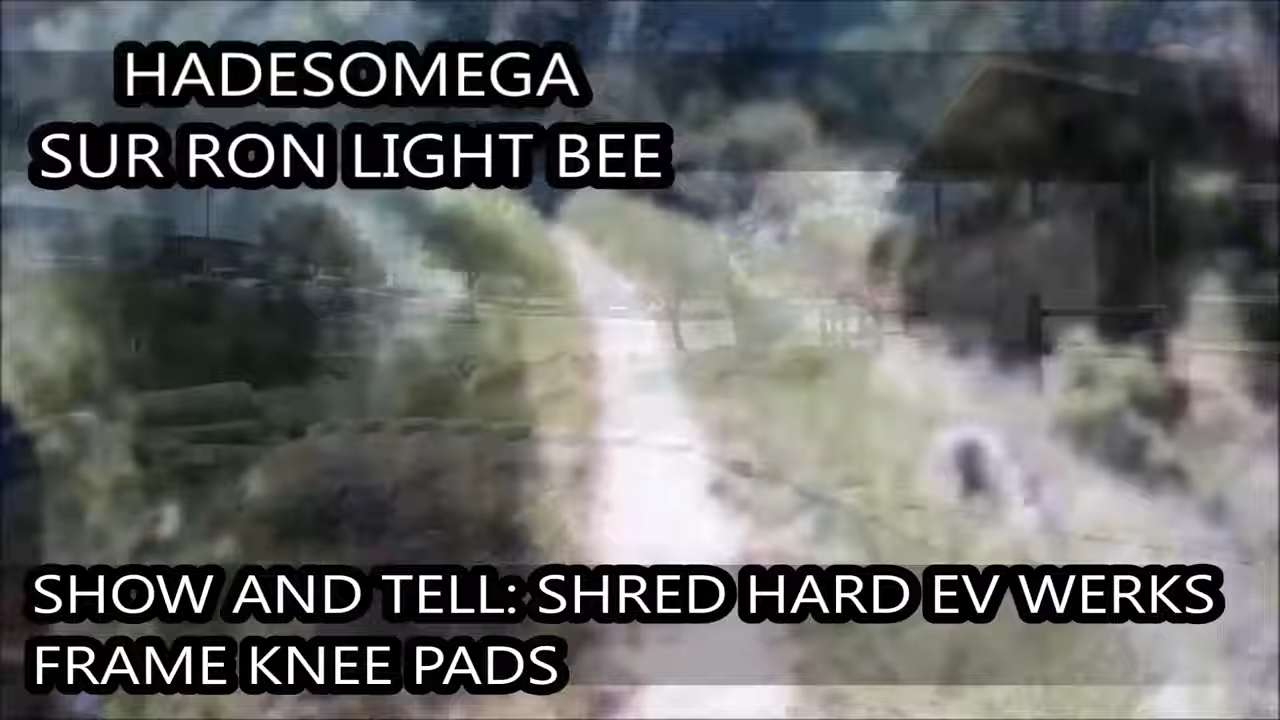 HADESOMEGA
SUR RON LIGHT BEE
SHOW AND TELL: SHRED HARD EV WERKS
FRAME KNEE PADS